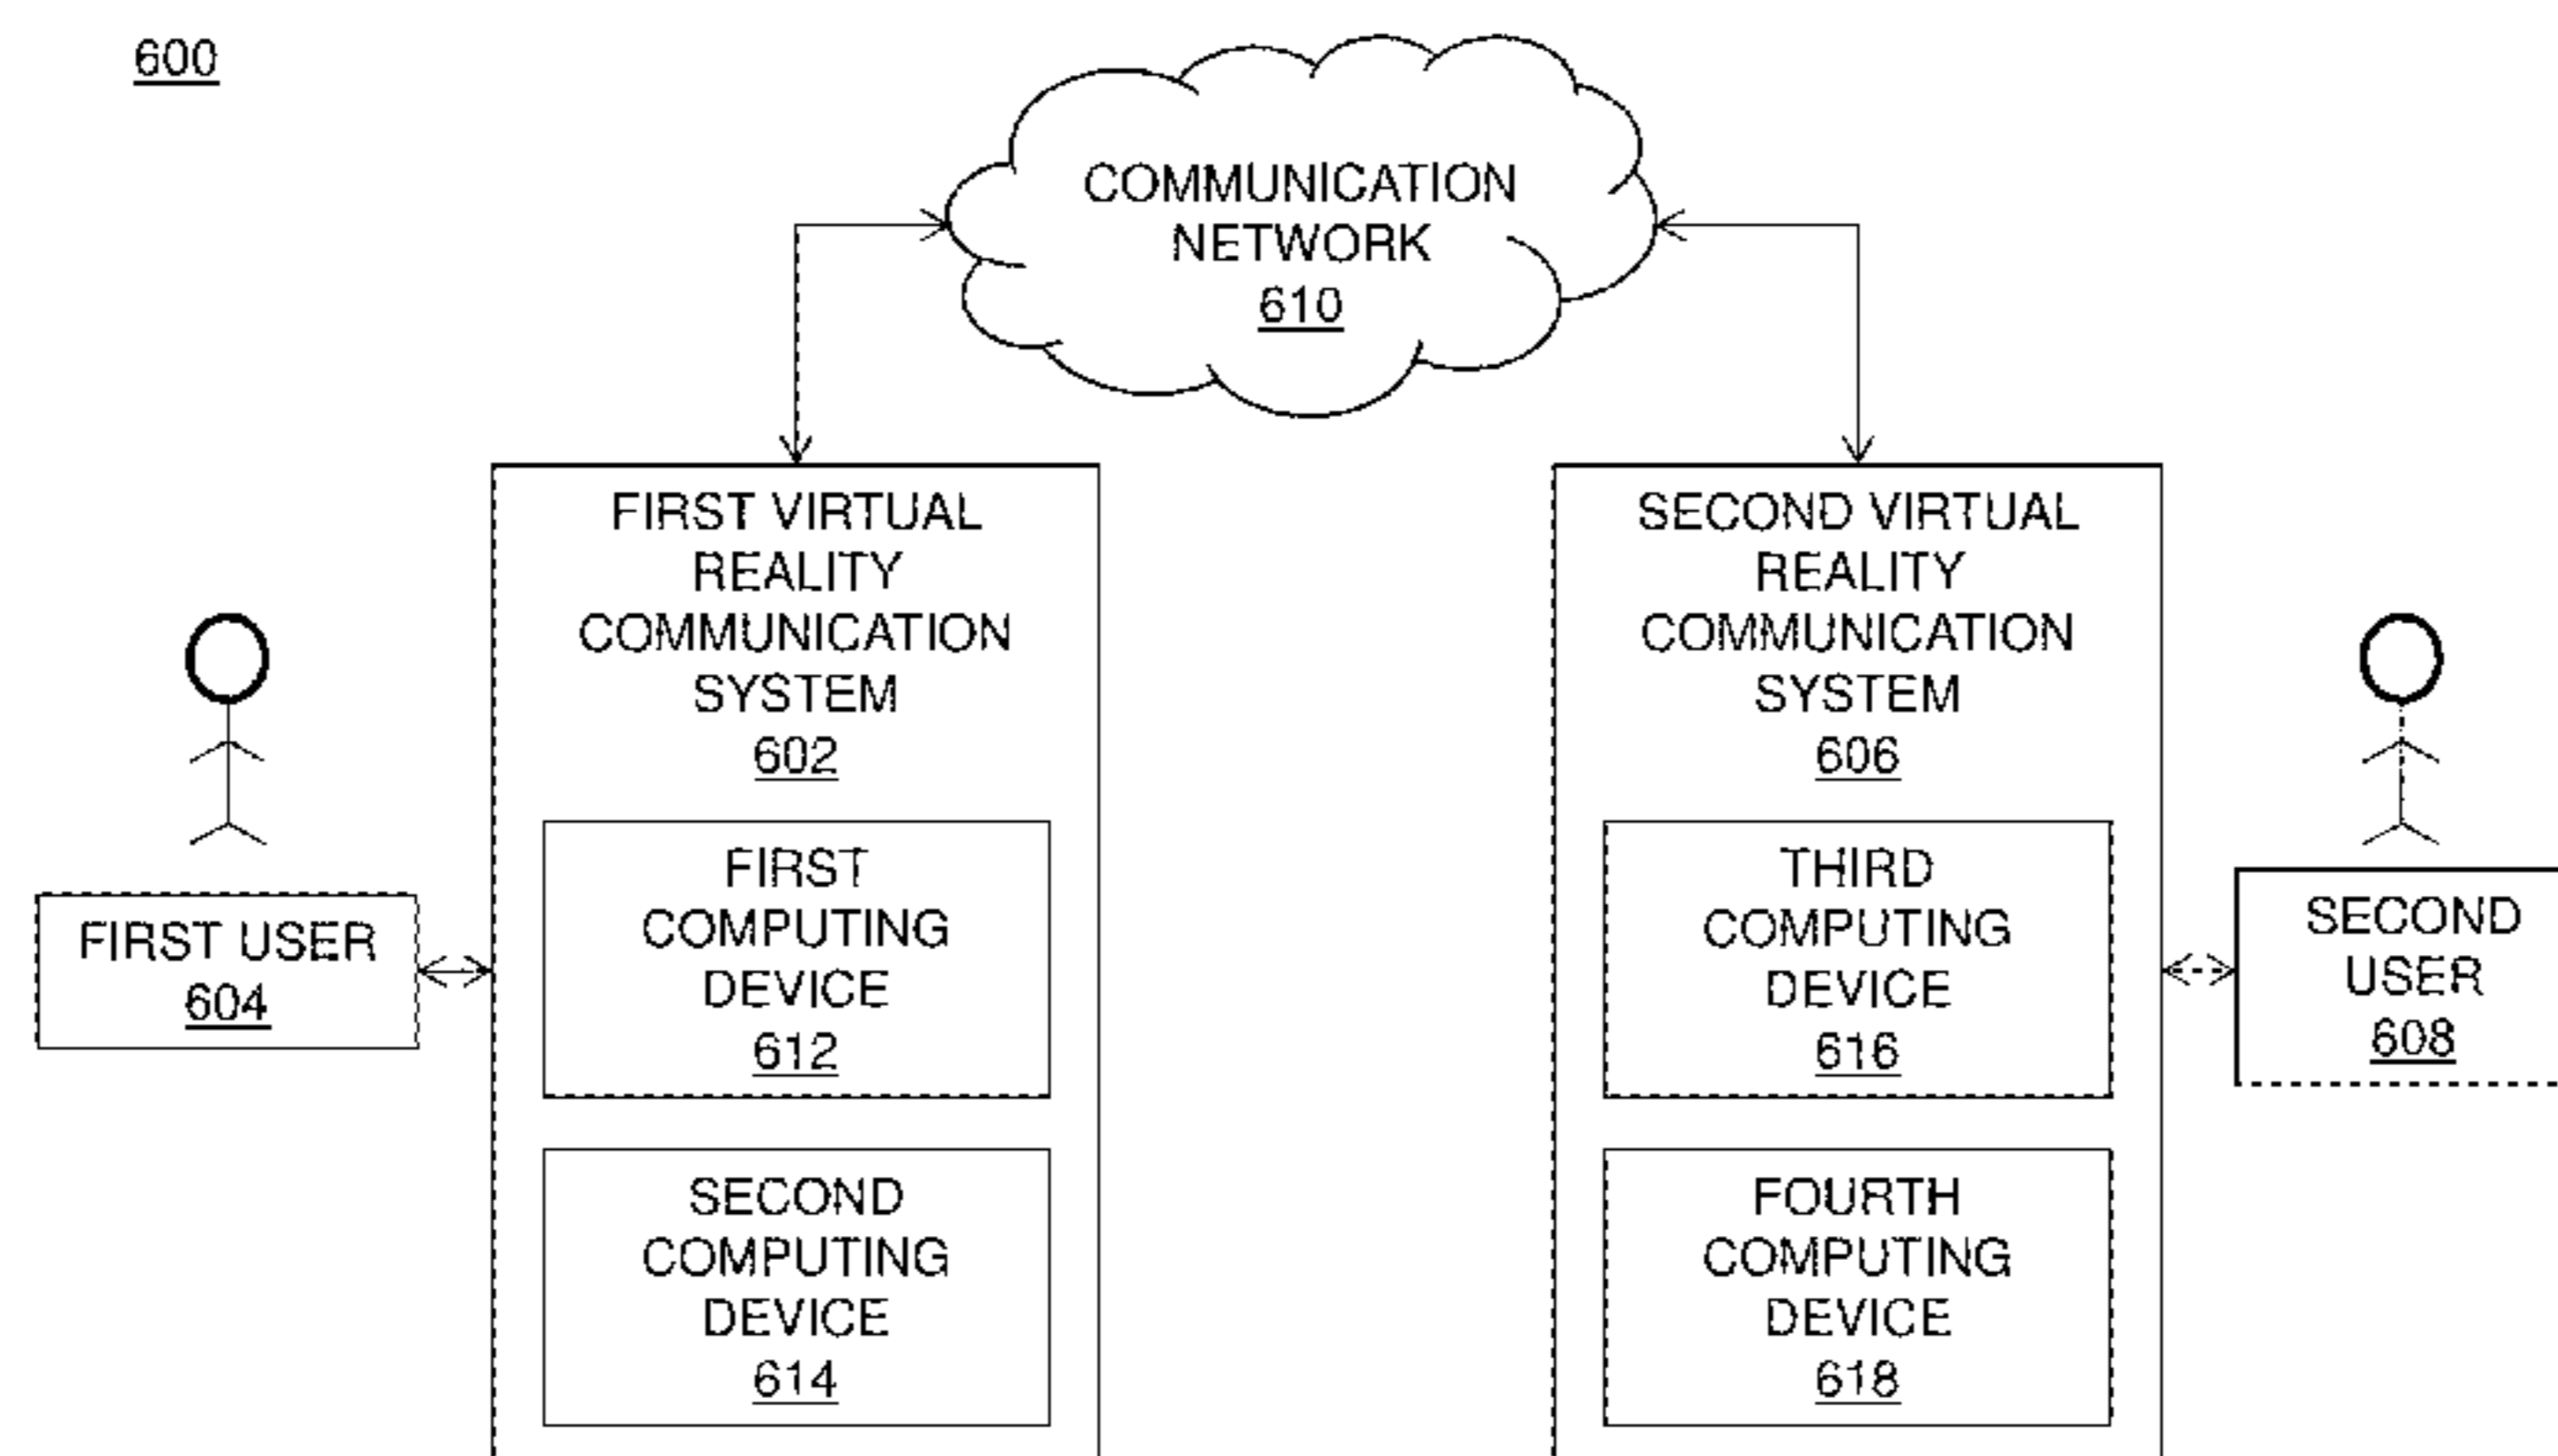 600
COMMUNICATION
NETWORK
610
FIRST VIRTUAL
REALITY
COMMUNICATION
SYSTEM
602
FIRST
COMPUTING
DEVICE
612
SECOND
COMPUTING
DEVICE
614
FIRST USER
604
SECOND VIRTUAL
REALITY
COMMUNICATION
SYSTEM
606
THIRD
COMPUTING
DEVICE
616
FOURTH
COMPUTING
DEVICE
618
SECOND
USER
608